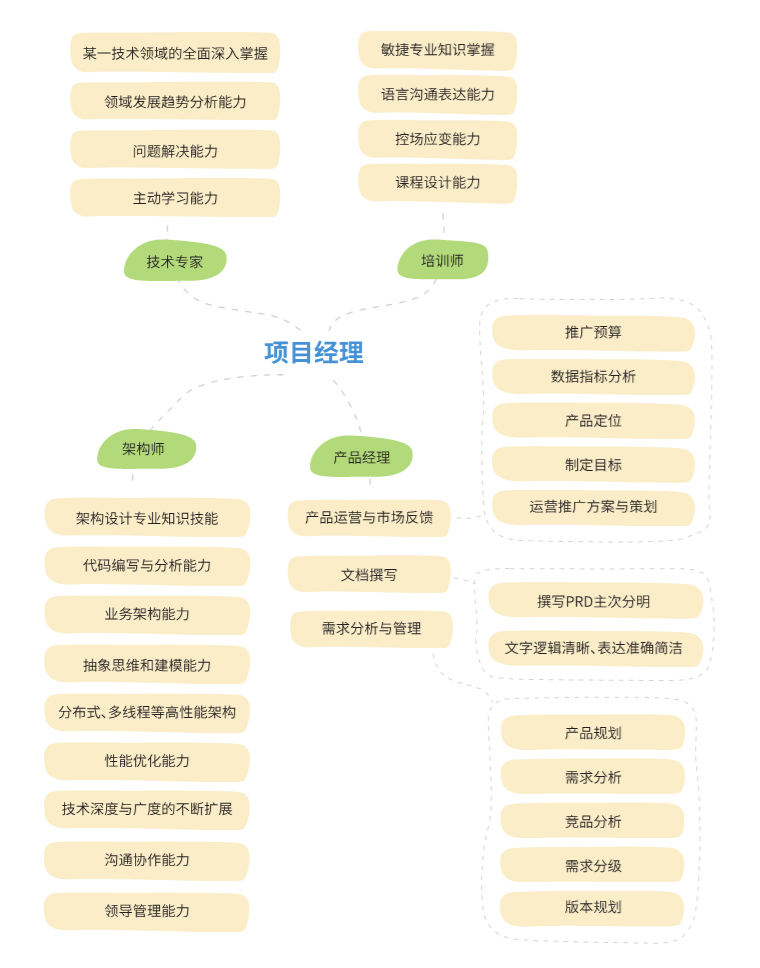 某一技术领域的全面深入掌握
领域发展趋势分析能力
问题解决能力
主动学习能力
技术专家
敏捷专业知识掌握
语言沟通表达能力
控场应变能力
课程设计能力
培训师
项目经理
架构师
架构设计专业知识技能
代码编写与分析能力
业务架构能力
抽象思维和建模能力
分布式、多线程等高性能架构
性能优化能力
技术深度与广度的不断扩展
沟通协作能力
领导管理能力
产品经理
产品运营与市场反馈
文档撰写
需求分析与管理
推广预算
数据指标分析
产品定位
制定目标
运营推广方案与策划
撰写PRD主次分明
文字逻辑清晰、表达准确简洁
产品规划
需求分析
竞品分析
需求分级
版本规划